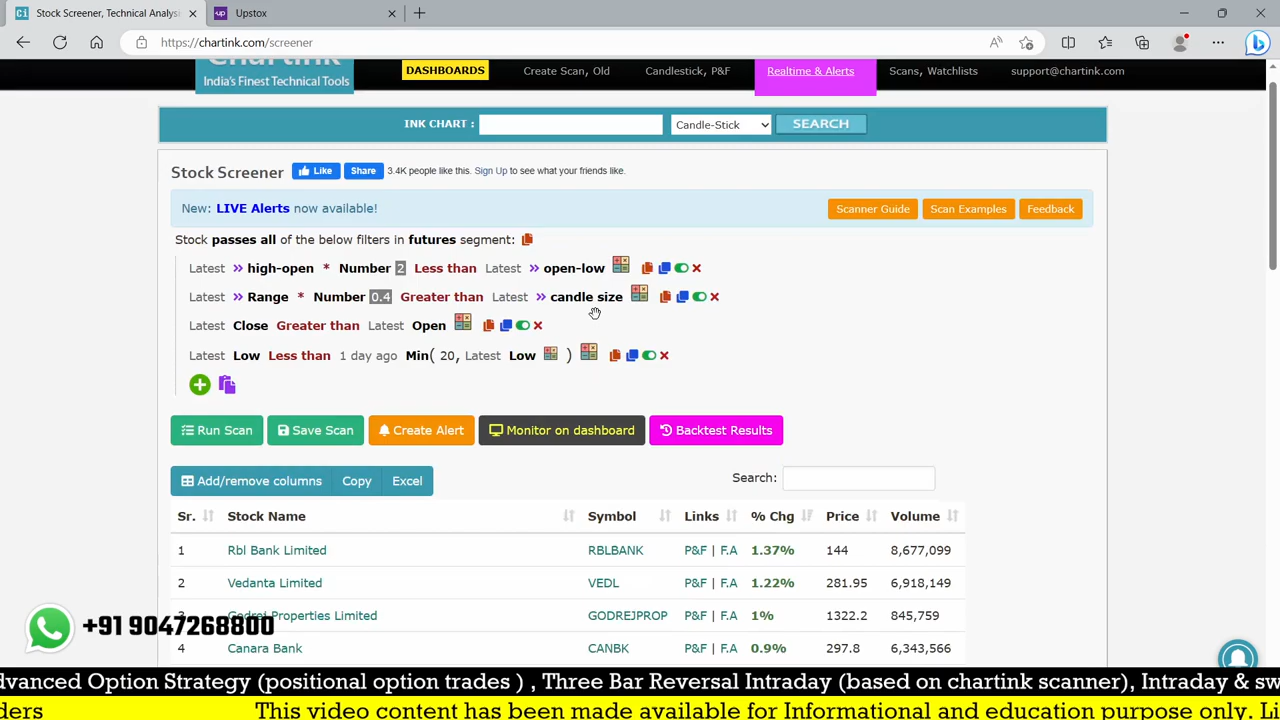 Stock Screener, Technical Analysis
Upstox
https://chartink.com/screener
Chartink
India's Finest Technical Tools
DASHBOARDS
Create Scan, Old
Candlestick, P&F
Realtime & Alerts
Scans, Watchlists
support@chartink.com
INK CHART :
Candle-Stick
SEARCH
Stock Screener
Like
Share
3.4K people like this. Sign Up to see what your friends like.
New: LIVE Alerts now available!
Scanner Guide
Scan Examples
Feedback
Stock passes all of the below filters in futures segment:
Latest » high-open * Number 2 Less than Latest » open-low
Latest » Range * Number 0.4 Greater than Latest » candle size
Latest Close Greater than Latest Open
Latest Low Less than 1 day ago Min( 20, Latest Low )
Run Scan
Save Scan
Create Alert
Monitor on dashboard
Backtest Results
Add/remove columns
Copy
Excel
Search:
Sr. Stock Name Symbol Links % Chg Price Volume
1 Rbl Bank Limited RBLBANK P&F | F.A 1.37% 144 8,677,099
2 Vedanta Limited VEDL P&F | F.A 1.22% 281.95 6,918,149
3 Godrej Properties Limited GODREJPROP P&F | F.A 1% 1322.2 845,759
+91 9047268800
4 Canara Bank CANBK P&F | F.A 0.9% 297.8 6,343,566
dvanced Option Strategy (positional option trades ) , Three Bar Reversal Intraday (based on chartink scanner), Intraday & sw
ders This video content has been made available for Informational and education purpose only. Li